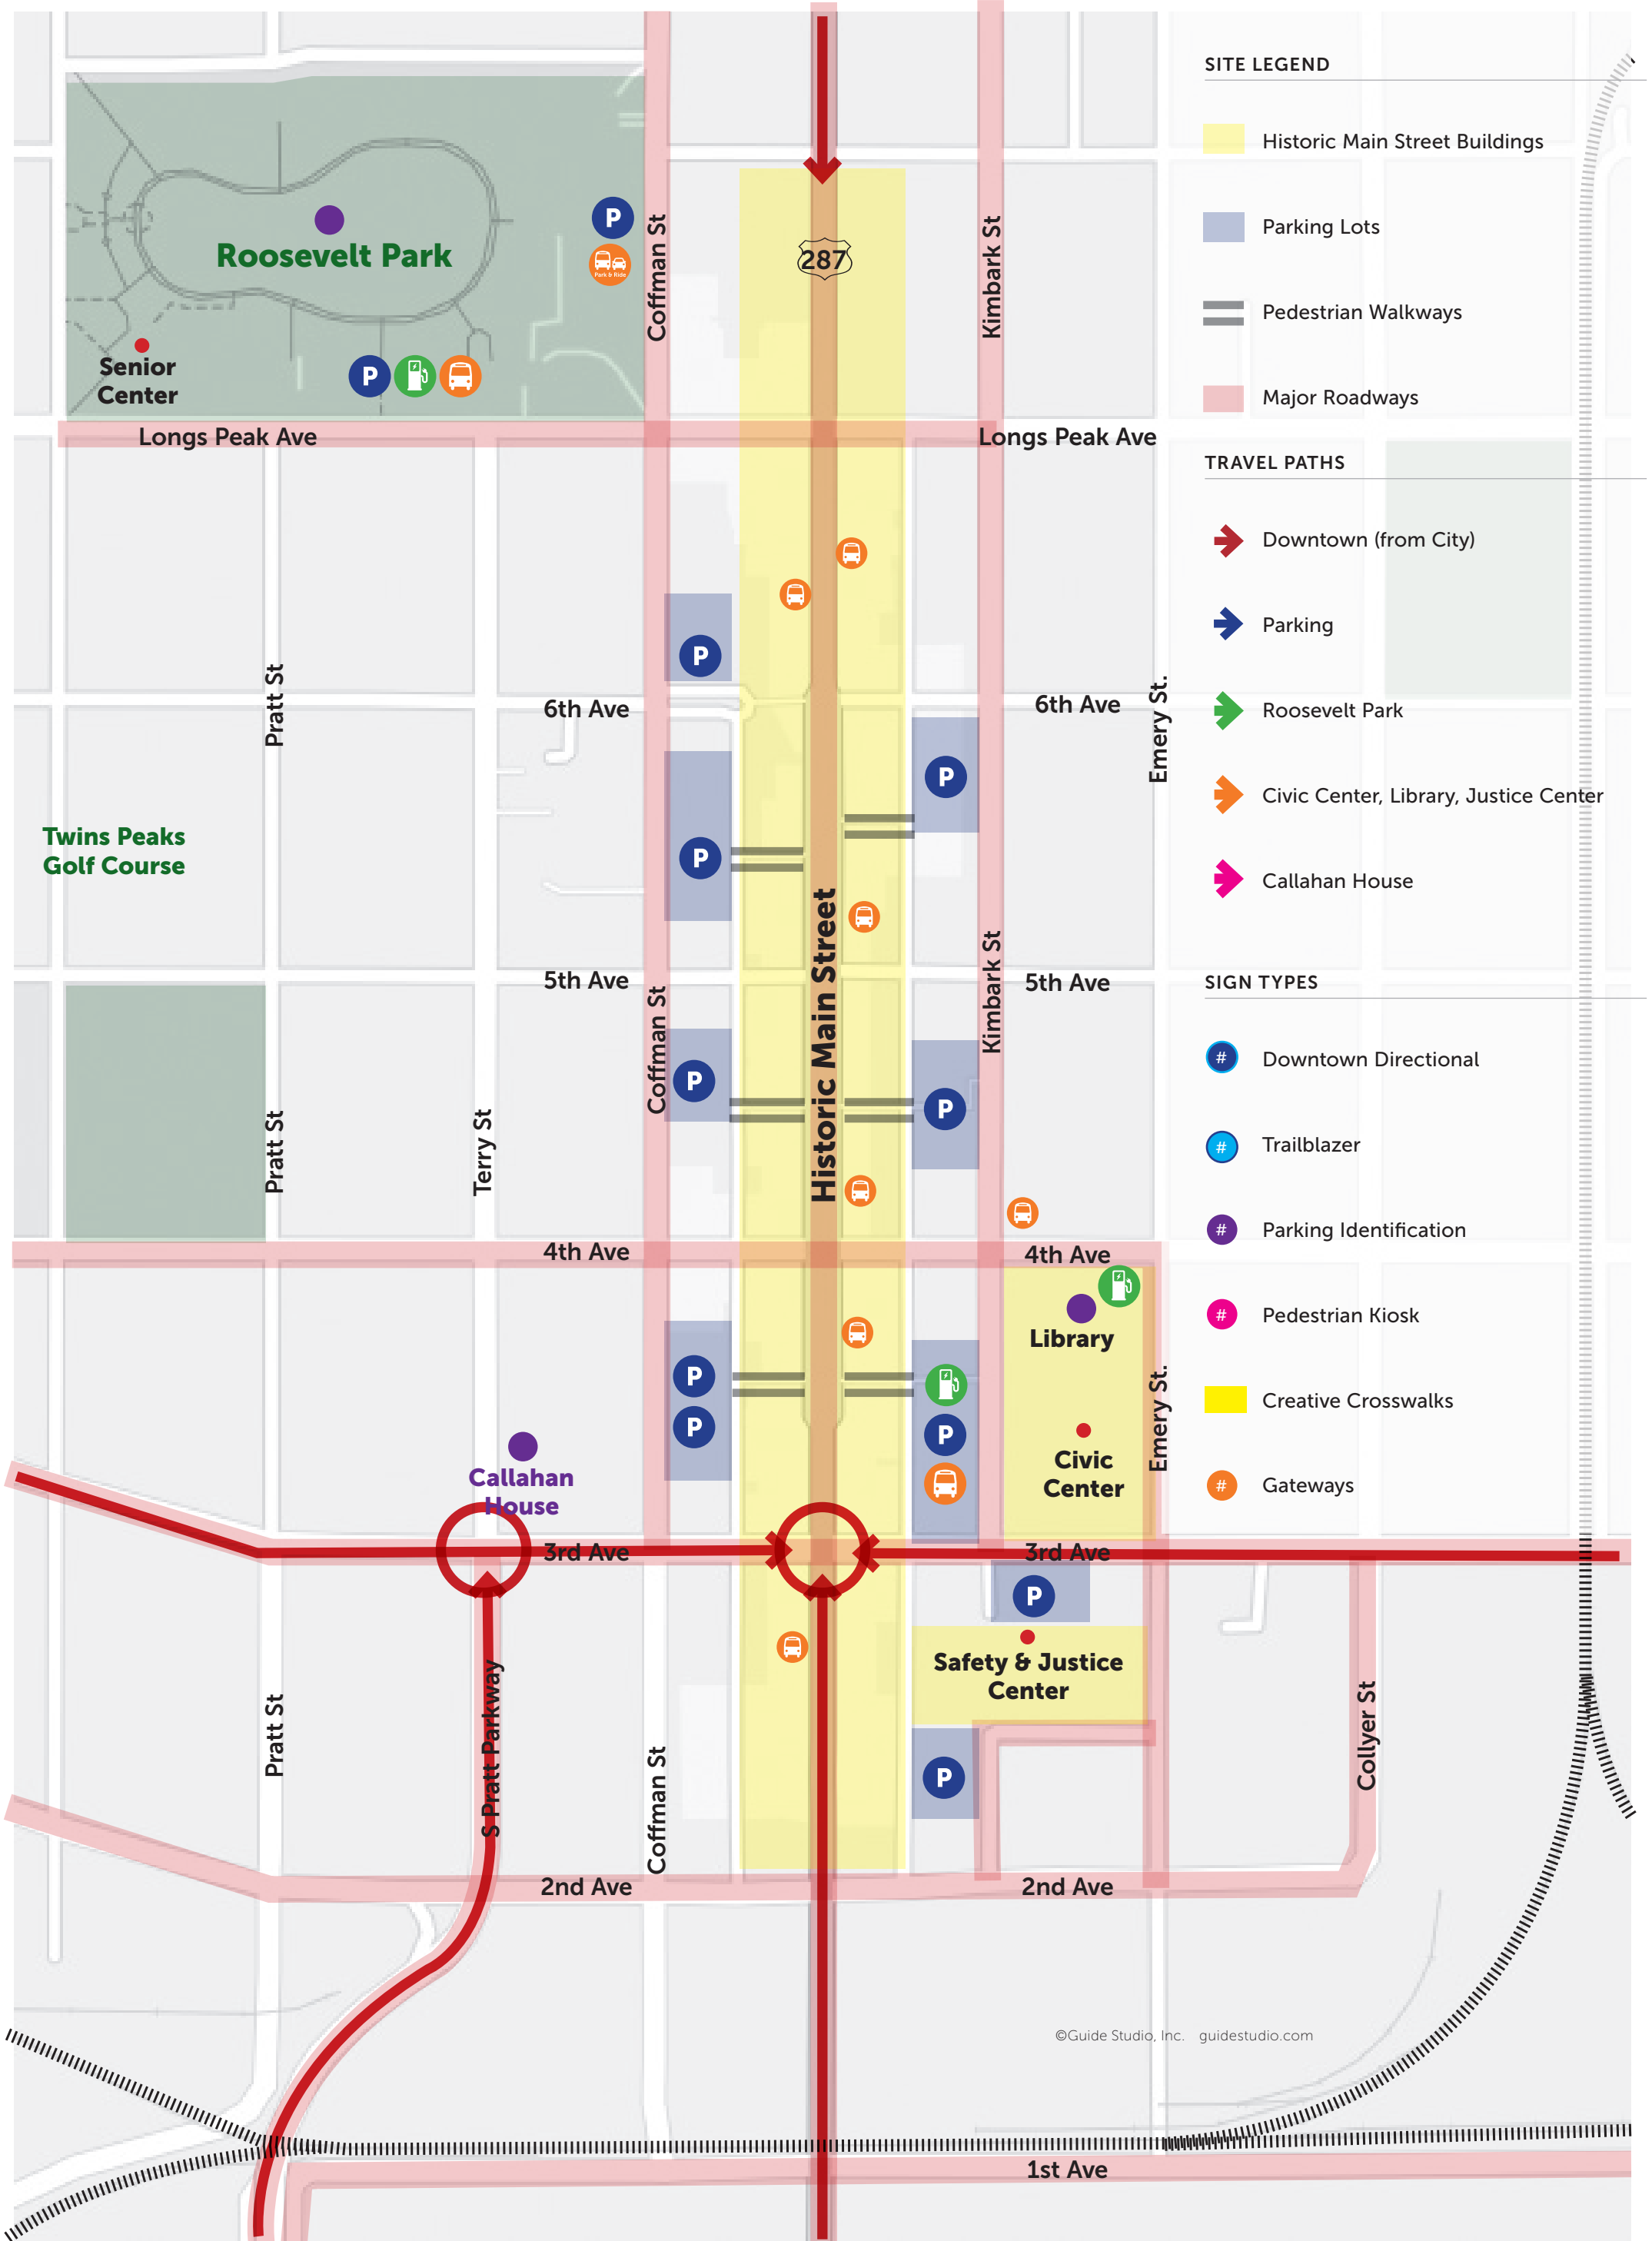 SITE LEGEND
Historic Main Street Buildings
Parking Lots
Pedestrian Walkways
Major Roadways
TRAVEL PATHS
Downtown (from City)
Parking
Roosevelt Park
Civic Center, Library, Justice Center
Callahan House
SIGN TYPES
# Downtown Directional
# Trailblazer
# Parking Identification
# Pedestrian Kiosk
Creative Crosswalks
# Gateways
Roosevelt Park
P
Park & Ride
Coffman St
287
Kimbark St
Senior
Center
P
Longs Peak Ave
Longs Peak Ave
P
Pratt St
6th Ave
6th Ave
Emery St.
P
Twins Peaks
Golf Course
P
Historic Main Street
Kimbark St
5th Ave
5th Ave
Coffman St
P
P
Pratt St
Terry St
4th Ave
4th Ave
Library
P
P
P
Emery St.
Civic
Center
Callahan
House
3rd Ave
3rd Ave
P
Safety & Justice
Center
Pratt St
S Pratt Parkway
Coffman St
P
Collyer St
2nd Ave
2nd Ave
©Guide Studio, Inc. guidestudio.com
1st Ave